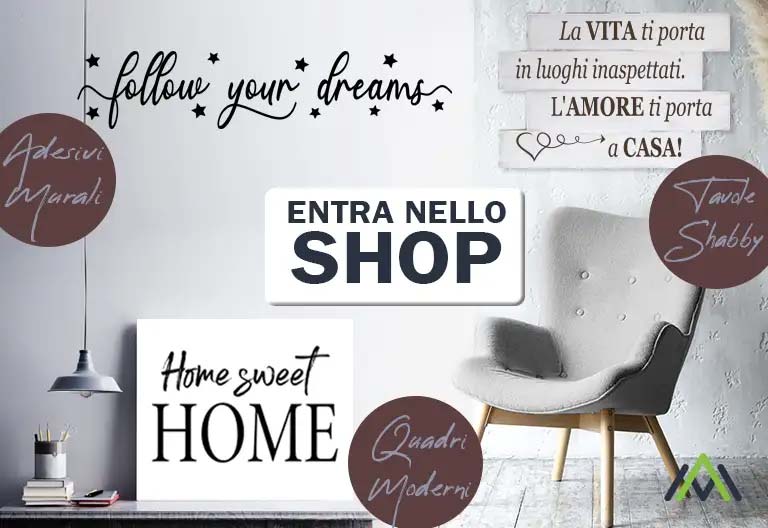 follow your dreams
La VITA ti porta
in luoghi inaspettati.
L'AMORE ti porta
a CASA!
Adesivi
Murali
Tavole
Shabby
ENTRA NELLO
SHOP
Home sweet
HOME
Quadri
Moderni